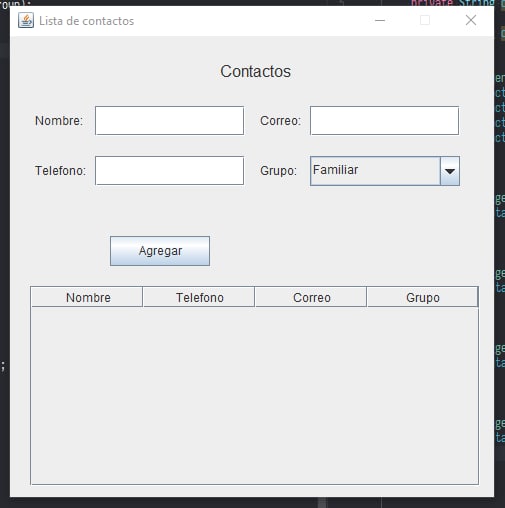 roup);
Lista de contactos
private String
Contactos
Nombre:
Correo:
Telefono:
Grupo:
Familiar
Agregar
Nombre
Telefono
Correo
Grupo
;